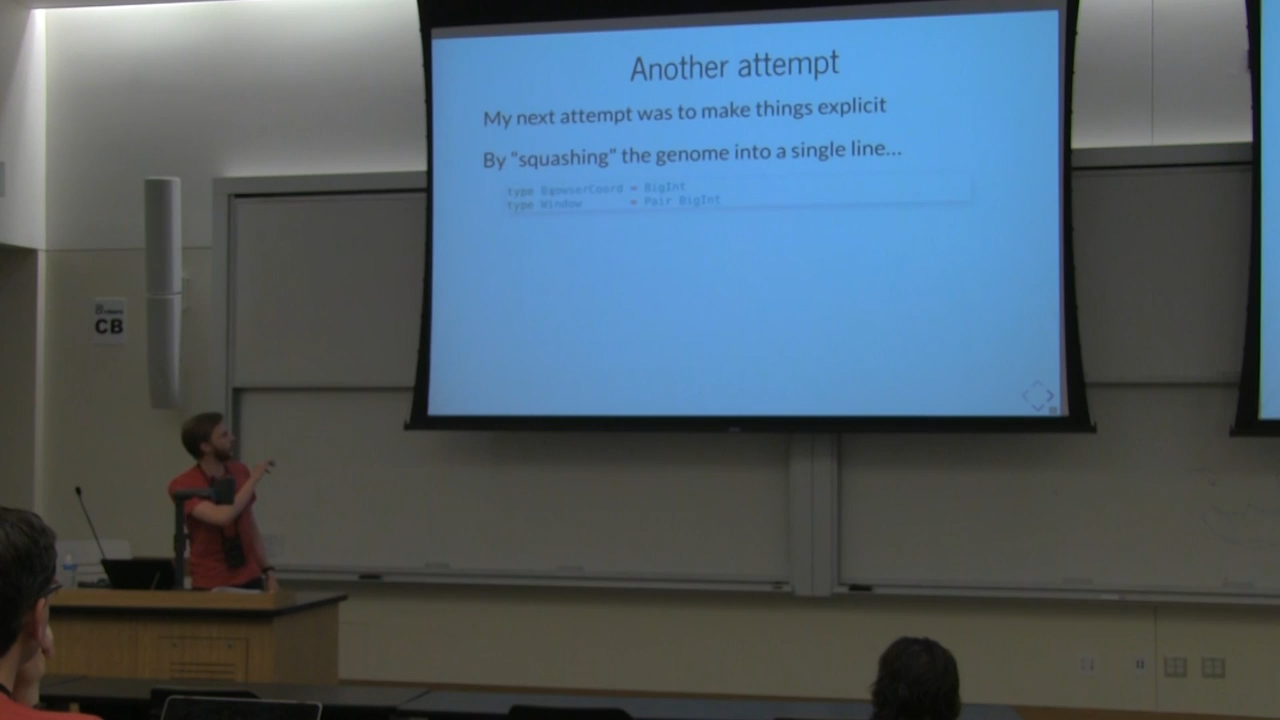 Another attempt
My next attempt was to make things explicit
By "squashing" the genome into a single line...
type BrowserCoord = BigInt
type Window = Pair BigInt
CB